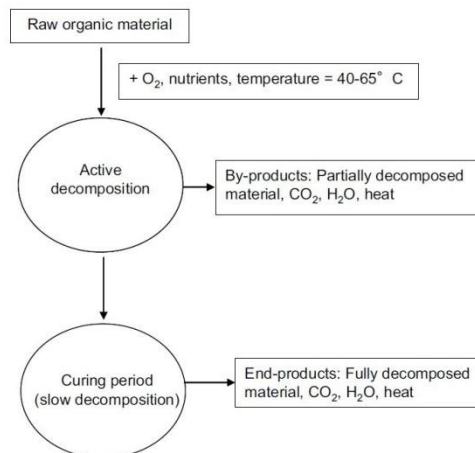 Raw organic material
+ O₂, nutrients, temperature = 40-65° C
Active
decomposition
By-products: Partially decomposed
material, CO₂, H₂O, heat
Curing period
(slow decomposition)
End-products: Fully decomposed
material, CO₂, H₂O, heat